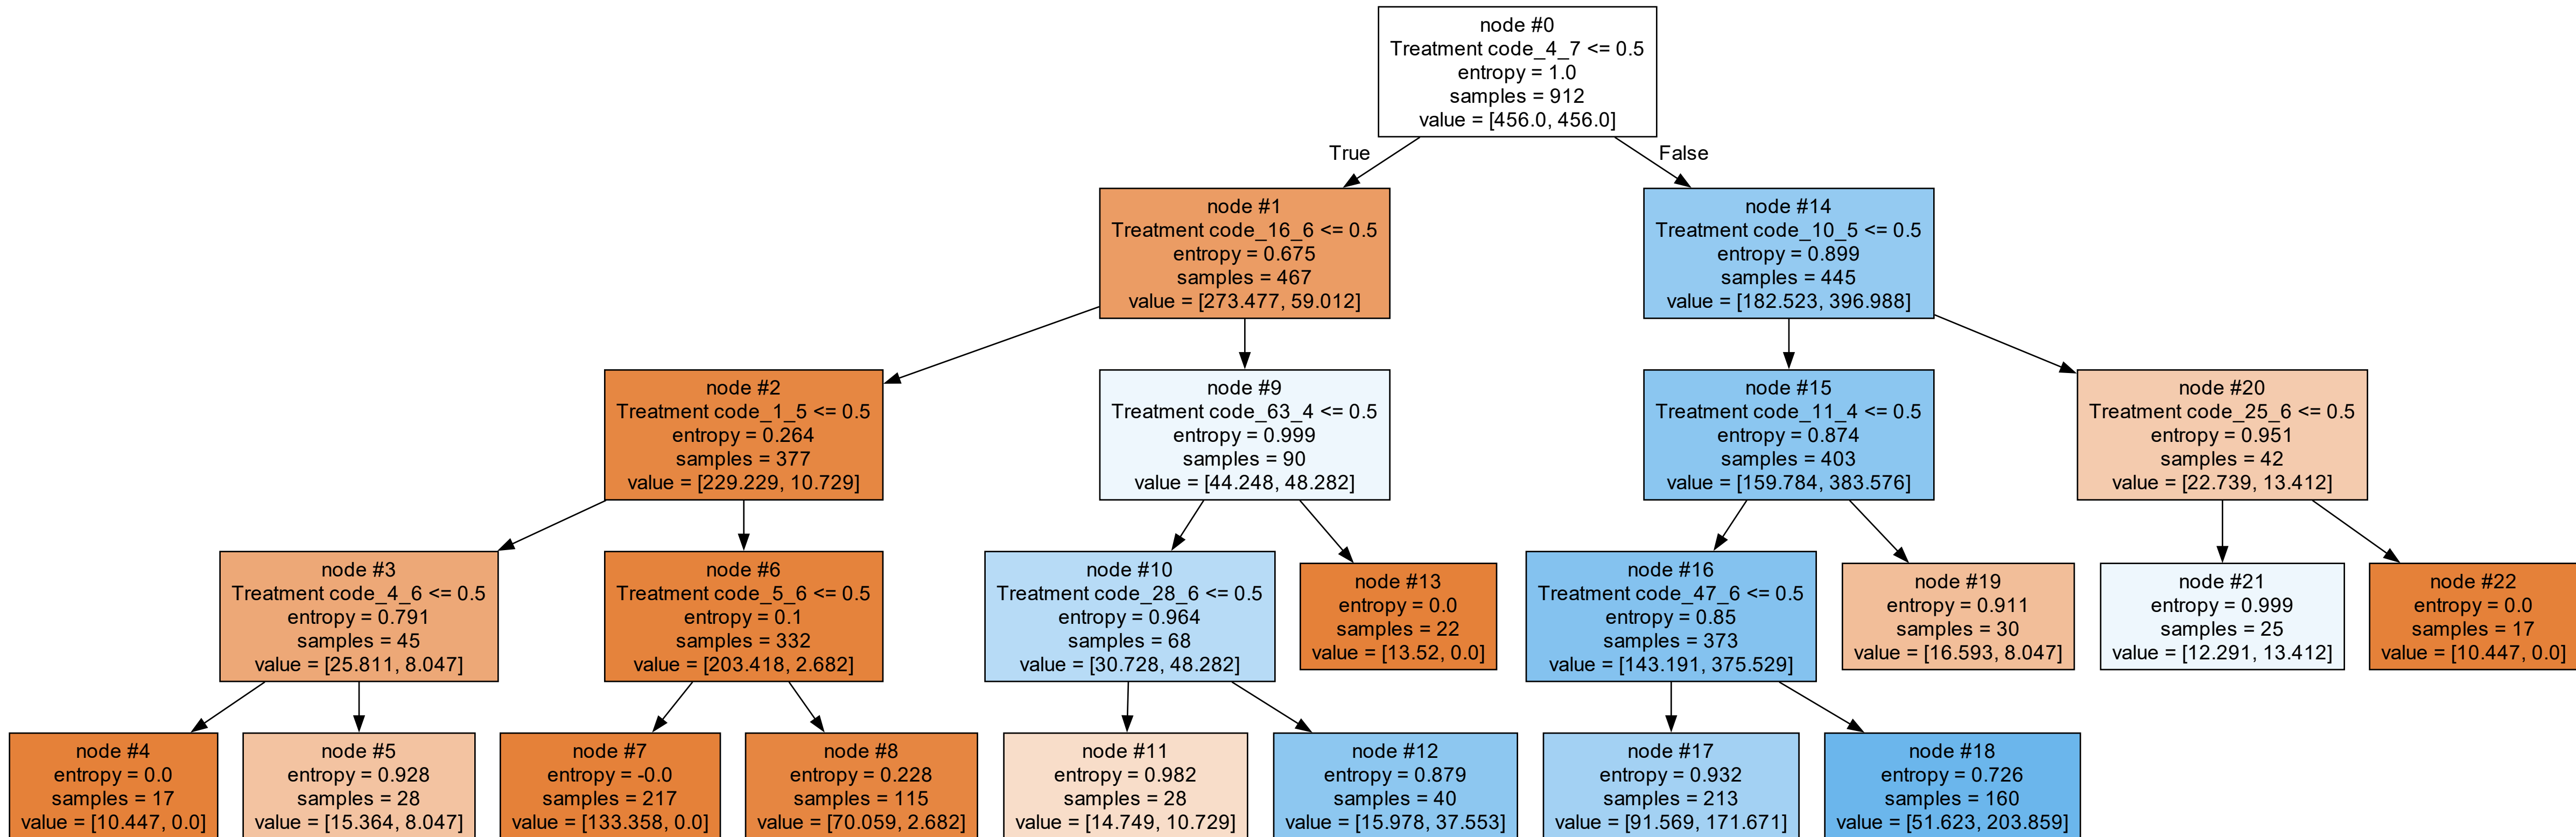 node #0
Treatment code_4_7 <= 0.5
entropy = 1.0
samples = 912
value = [456.0, 456.0]
True
False
node #1
Treatment code_16_6 <= 0.5
entropy = 0.675
samples = 467
value = [273.477, 59.012]
node #14
Treatment code_10_5 <= 0.5
entropy = 0.899
samples = 445
value = [182.523, 396.988]
node #2
Treatment code_1_5 <= 0.5
entropy = 0.264
samples = 377
value = [229.229, 10.729]
node #9
Treatment code_63_4 <= 0.5
entropy = 0.999
samples = 90
value = [44.248, 48.282]
node #15
Treatment code_11_4 <= 0.5
entropy = 0.874
samples = 403
value = [159.784, 383.576]
node #20
Treatment code_25_6 <= 0.5
entropy = 0.951
samples = 42
value = [22.739, 13.412]
node #3
Treatment code_4_6 <= 0.5
entropy = 0.791
samples = 45
value = [25.811, 8.047]
node #6
Treatment code_5_6 <= 0.5
entropy = 0.1
samples = 332
value = [203.418, 2.682]
node #10
Treatment code_28_6 <= 0.5
entropy = 0.964
samples = 68
value = [30.728, 48.282]
node #13
entropy = 0.0
samples = 22
value = [13.52, 0.0]
node #16
Treatment code_47_6 <= 0.5
entropy = 0.85
samples = 373
value = [143.191, 375.529]
node #19
entropy = 0.911
samples = 30
value = [16.593, 8.047]
node #21
entropy = 0.999
samples = 25
value = [12.291, 13.412]
node #22
entropy = 0.0
samples = 17
value = [10.447, 0.0]
node #4
entropy = 0.0
samples = 17
value = [10.447, 0.0]
node #5
entropy = 0.928
samples = 28
value = [15.364, 8.047]
node #7
entropy = -0.0
samples = 217
value = [133.358, 0.0]
node #8
entropy = 0.228
samples = 115
value = [70.059, 2.682]
node #11
entropy = 0.982
samples = 28
value = [14.749, 10.729]
node #12
entropy = 0.879
samples = 40
value = [15.978, 37.553]
node #17
entropy = 0.932
samples = 213
value = [91.569, 171.671]
node #18
entropy = 0.726
samples = 160
value = [51.623, 203.859]